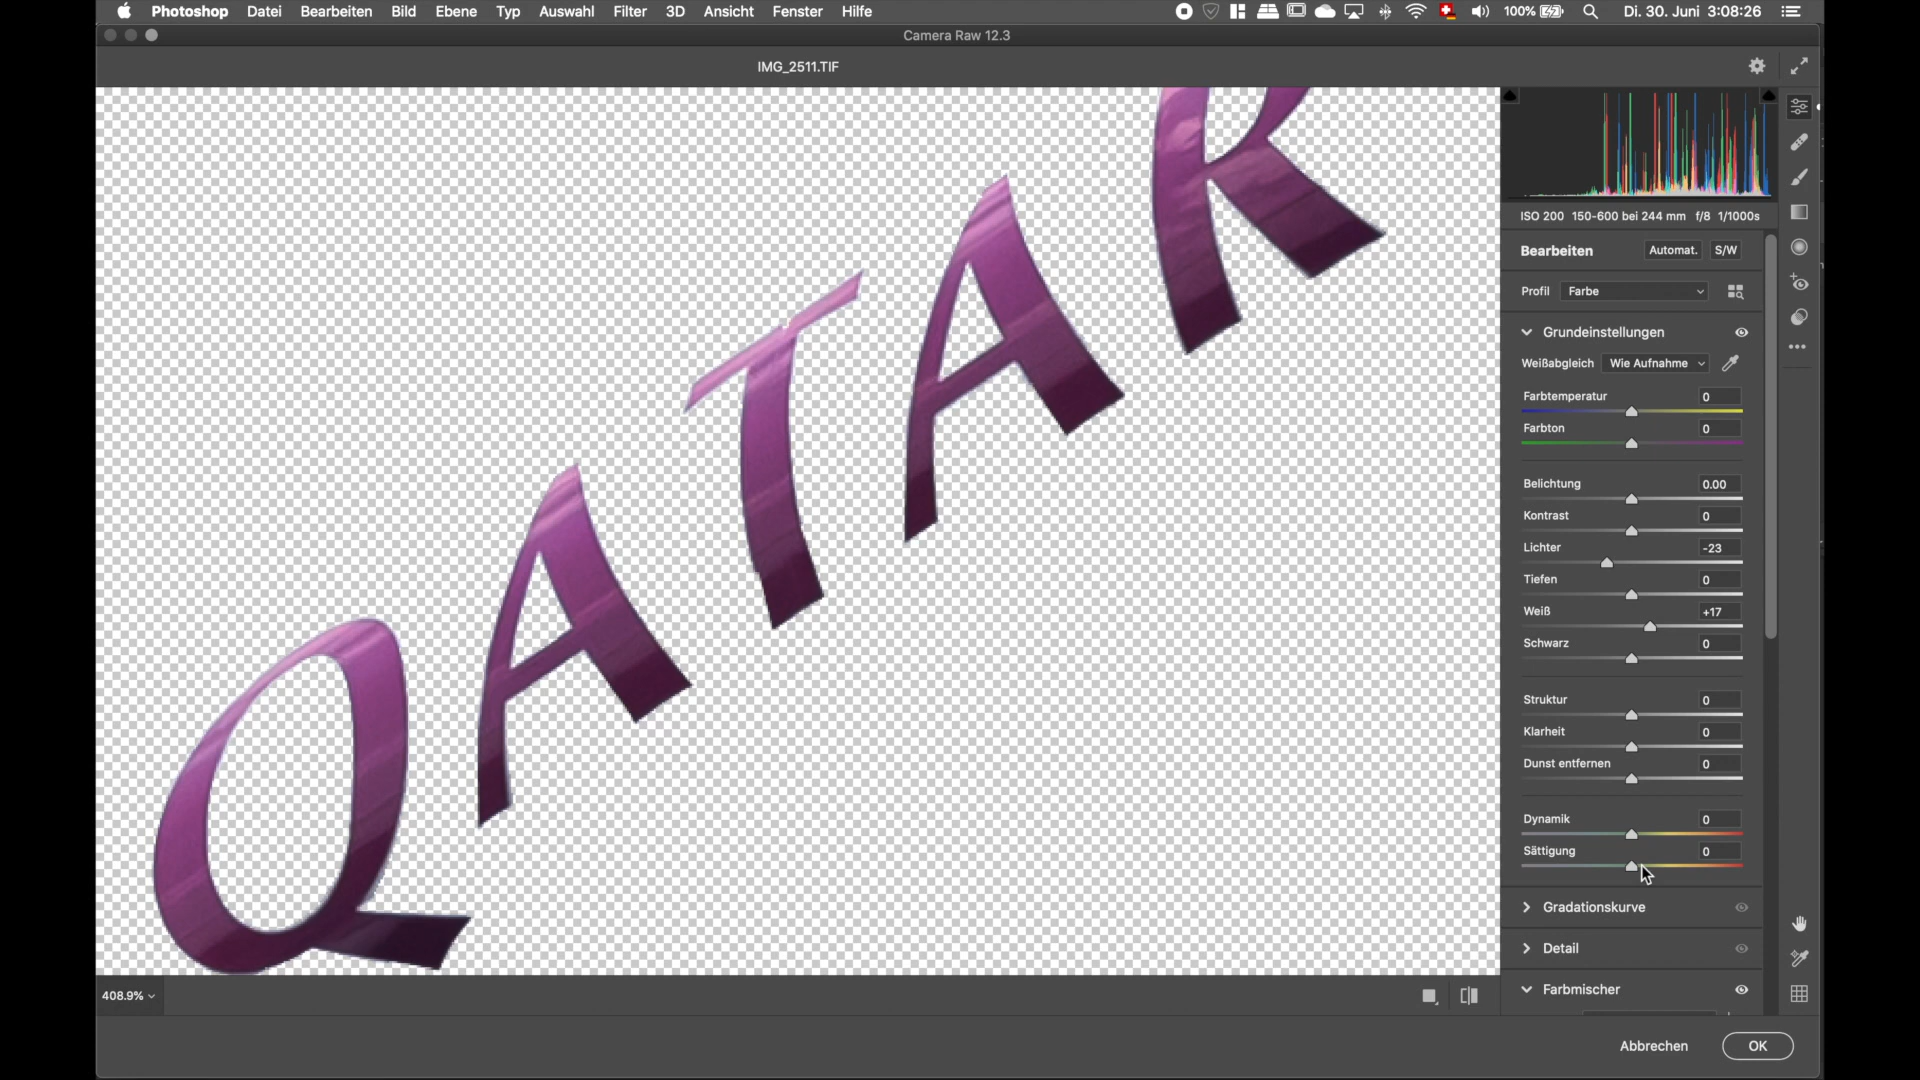 Photoshop Datei Bearbeiten Bild Ebene Typ Auswahl Filter 3D Ansicht Fenster Hilfe 100% Di. 30. Juni 3:08:26
Camera Raw 12.3
IMG_2511.TIF
QATAR
ISO 200 150-600 bei 244 mm f/8 1/1000s
Bearbeiten Automat. S/W
Profil Farbe
Grundeinstellungen
Weißabgleich Wie Aufnahme
Farbtemperatur 0
Farbton 0
Belichtung 0.00
Kontrast 0
Lichter -23
Tiefen 0
Weiß +17
Schwarz 0
Struktur 0
Klarheit 0
Dunst entfernen 0
Dynamik 0
Sättigung 0
Gradationskurve
Detail
Farbmischer
408.9%
Abbrechen OK